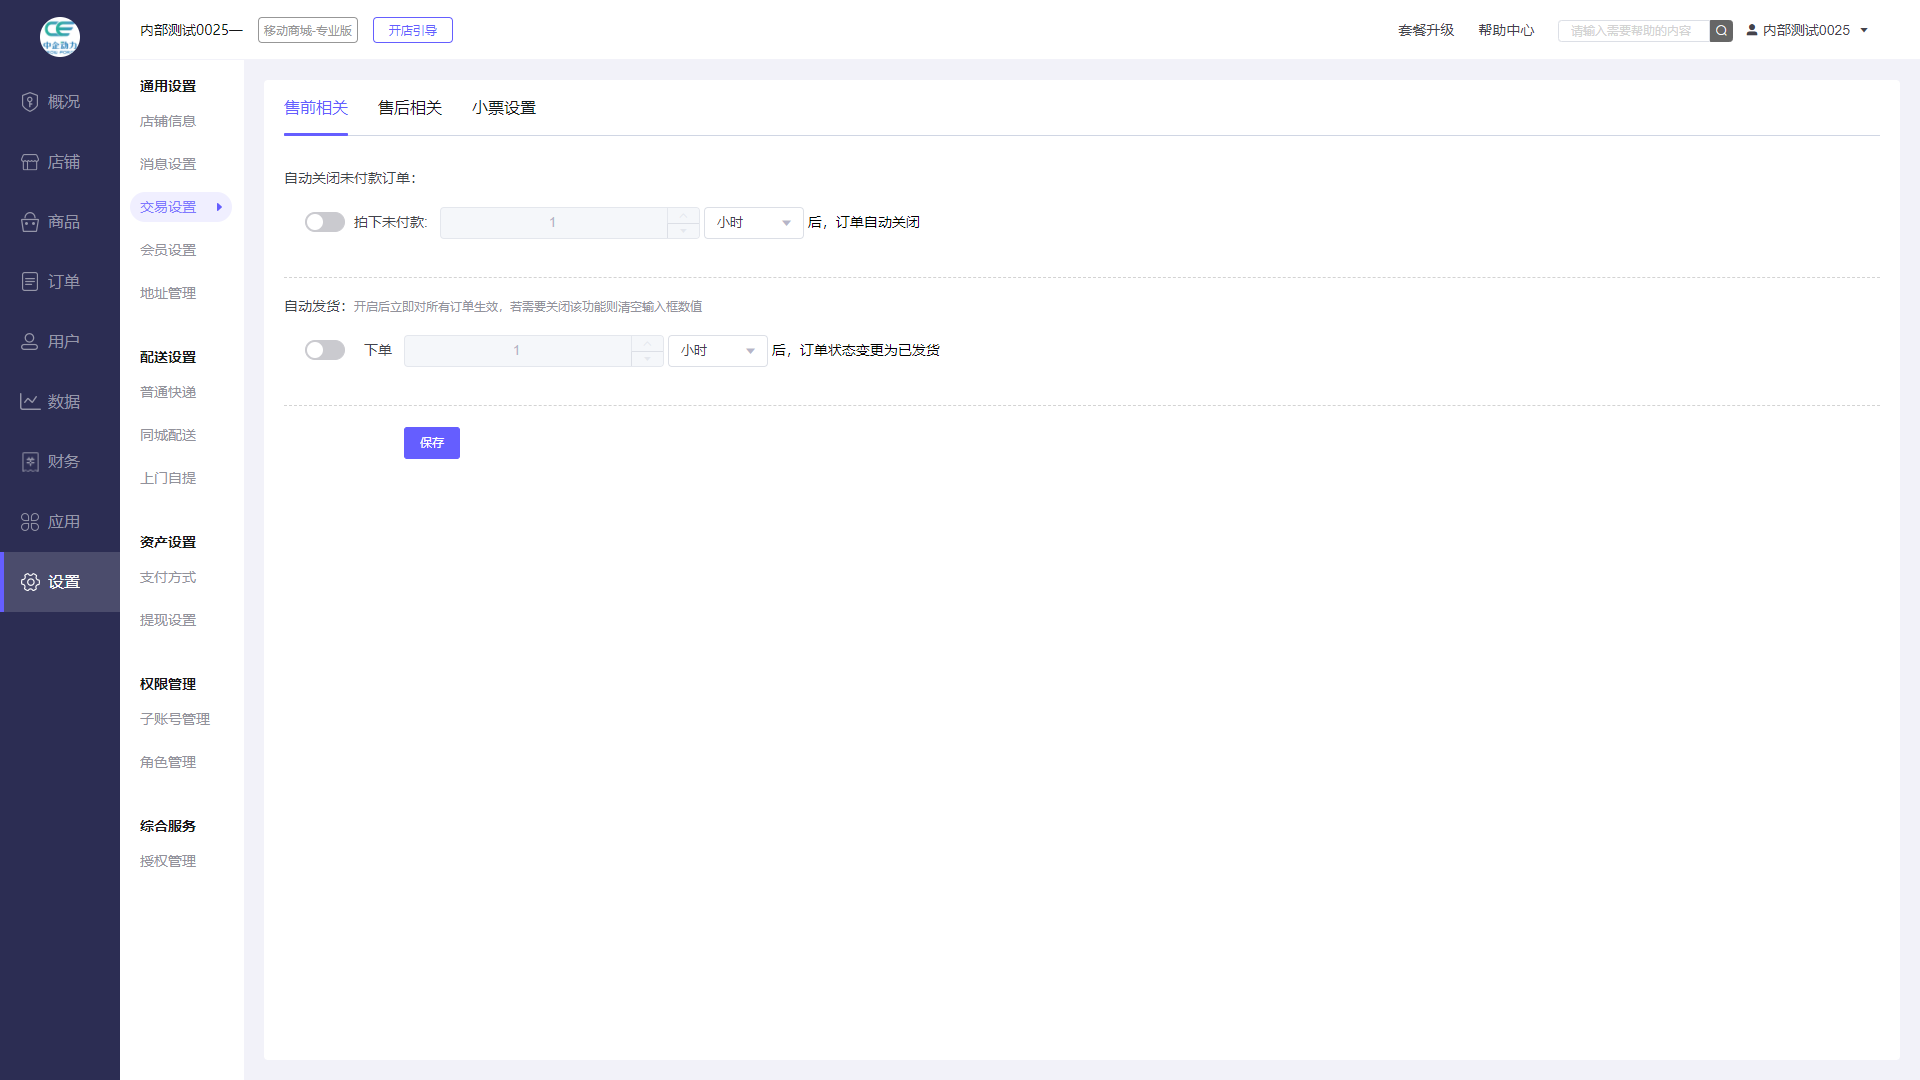 内部测试0025—
移动商城-专业版
开店引导
套餐升级
帮助中心
请输入需要帮助的内容
内部测试0025
CE
中企动力
概况
店铺
商品
订单
用户
数据
财务
应用
设置
通用设置
店铺信息
消息设置
交易设置
会员设置
地址管理
配送设置
普通快递
同城配送
上门自提
资产设置
支付方式
提现设置
权限管理
子账号管理
角色管理
综合服务
授权管理
售前相关
售后相关
小票设置
自动关闭未付款订单：
拍下未付款: 1 小时 后，订单自动关闭
自动发货：开启后立即对所有订单生效，若需要关闭该功能则清空输入框数值
下单 1 小时 后，订单状态变更为已发货
保存